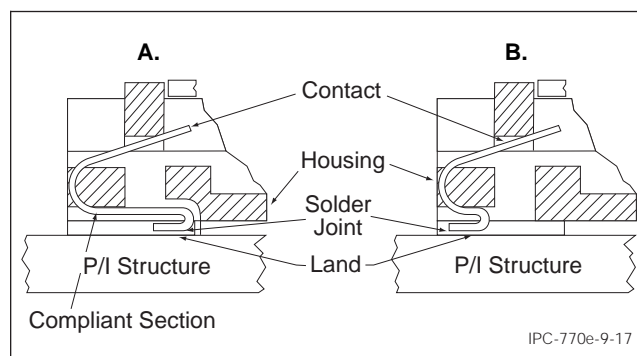 A.
B.
Contact
Housing
Solder
Joint
P/I Structure
Land
P/I Structure
Compliant Section
IPC-770e-9-17